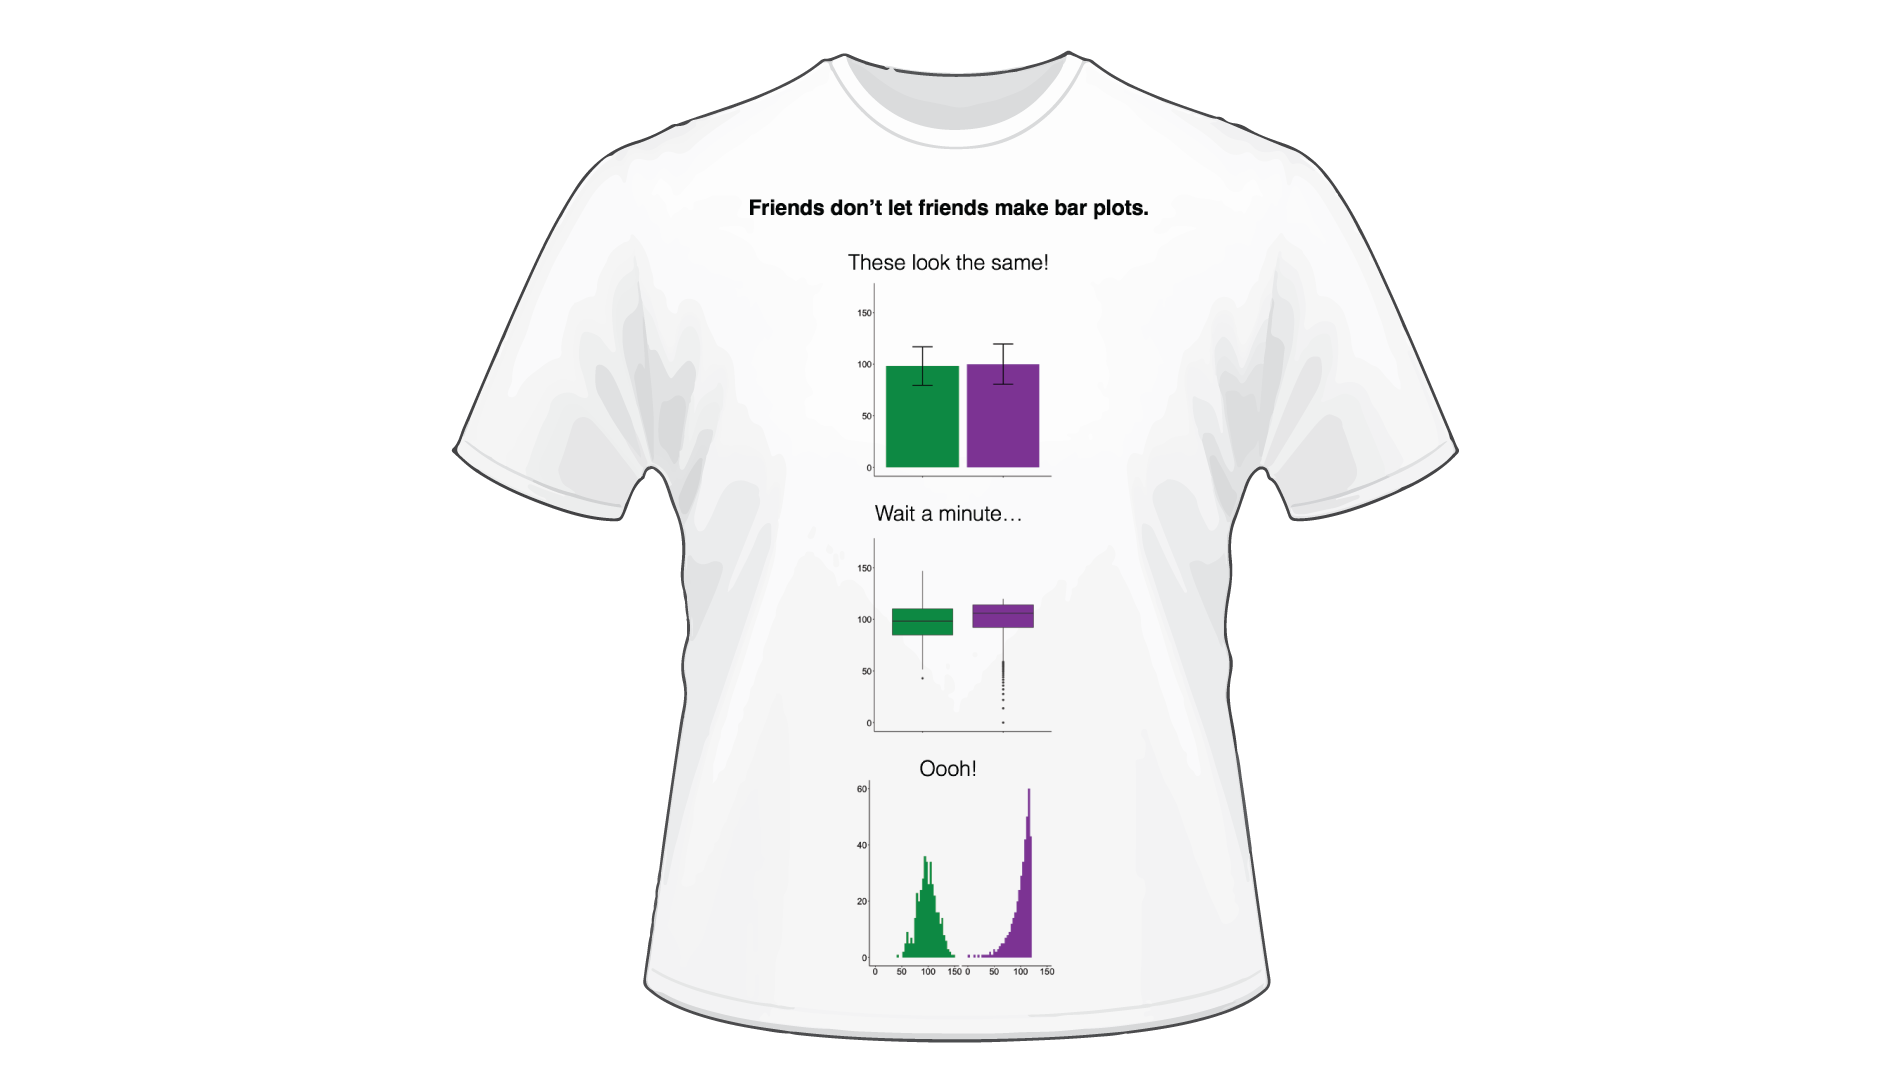 Friends don’t let friends make bar plots.
These look the same!
150
100
50
0
Wait a minute…
150
100
50
0
Oooh!
60
40
20
0
0 50 100 150 0 50 100 150